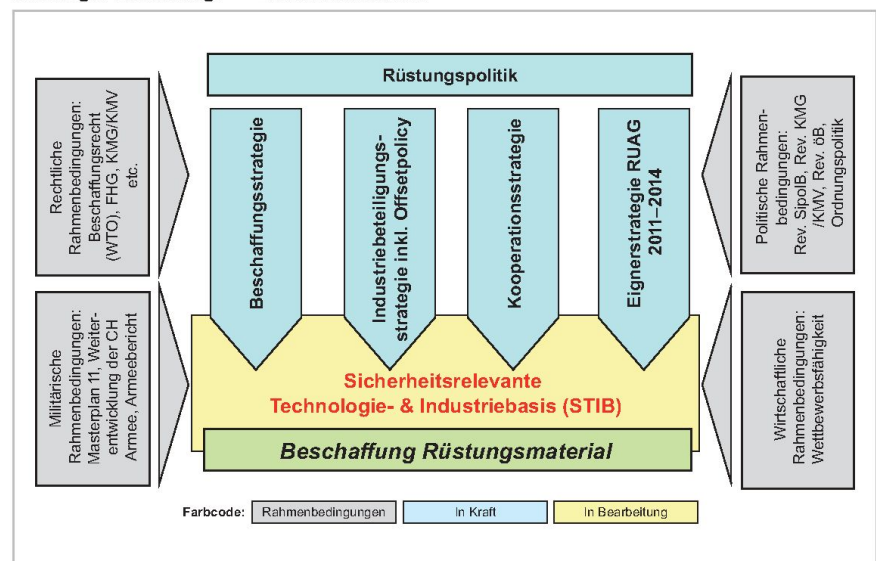 Rüstungspolitik
Rechtliche
Rahmenbedingungen:
Beschaffungsrecht
(WTO), FHG, KMG/KMV
etc.
Militärische
Rahmenbedingungen:
Masterplan 11, Weiter-
entwicklung der CH
Armee, Armeebericht
Beschaffungsstrategie
Industriebeteiligungs-
strategie inkl. Offsetpolicy
Kooperationsstrategie
Eignerstrategie RUAG
2011–2014
Politische Rahmen-
bedingungen:
Rev. SipolB, Rev. KMG
/KMV, Rev. öB,
Ordnungspolitik
Wirtschaftliche
Rahmenbedingungen:
Wettbewerbsfähigkeit
Sicherheitsrelevante
Technologie- & Industriebasis (STIB)
Beschaffung Rüstungsmaterial
Farbcode: Rahmenbedingungen In Kraft In Bearbeitung